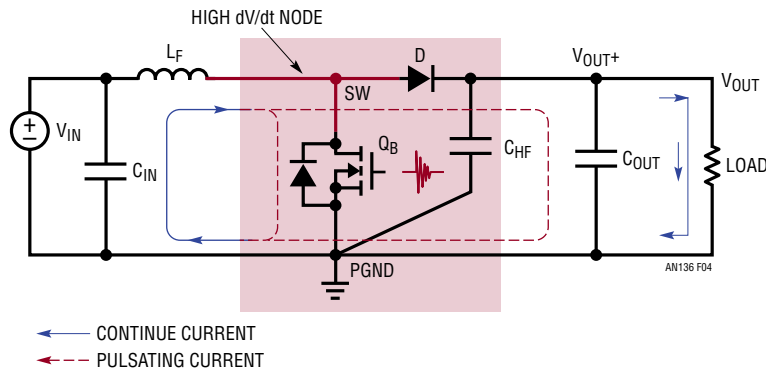 HIGH dV/dt NODE
LF
D
VOUT+
VOUT
SW
+
−
VIN
CIN
QB
CHF
COUT
LOAD
PGND
AN136 F04
CONTINUE CURRENT
PULSATING CURRENT